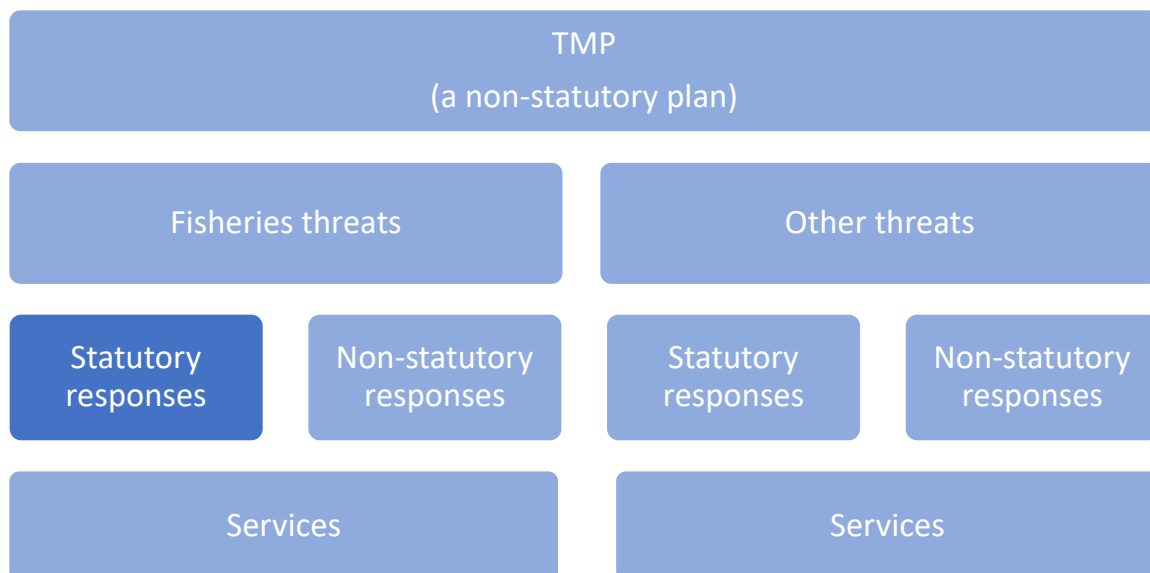 TMP
(a non-statutory plan)
Fisheries threats
Other threats
Statutory
responses
Non-statutory
responses
Statutory
responses
Non-statutory
responses
Services
Services